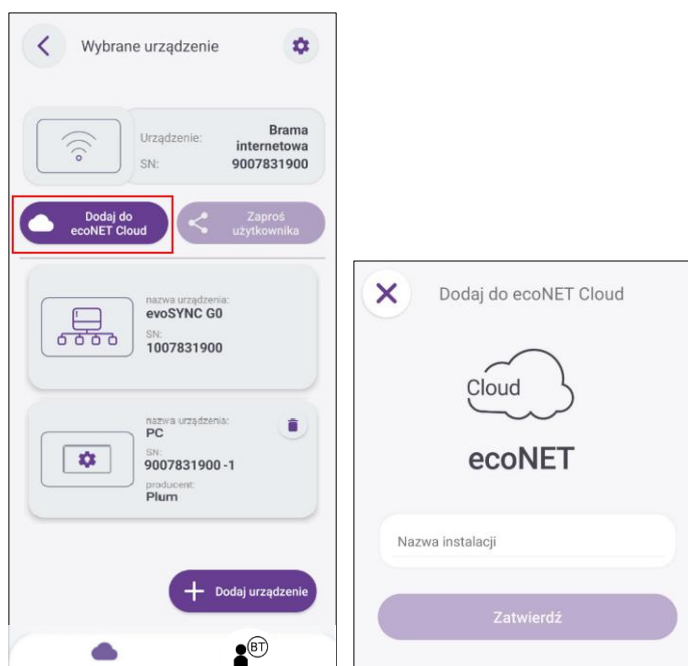 Wybrane urządzenie
Urządzenie: Brama
internetowa
SN: 9007831900
Dodaj do
ecoNET Cloud
Zaproś
użytkownika
nazwa urządzenia:
evoSYNC G0
SN:
1007831900
nazwa urządzenia:
PC
SN:
9007831900 -1
producent:
Plum
Dodaj urządzenie
BT
Dodaj do ecoNET Cloud
Cloud
ecoNET
Nazwa instalacji
Zatwierdź